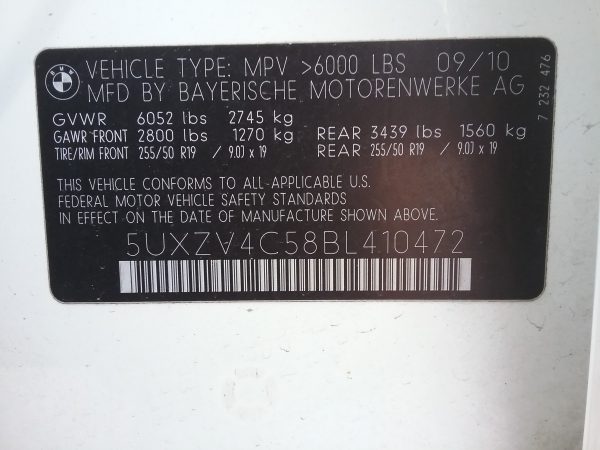 BMW VEHICLE TYPE: MPV >6000 LBS 09/10
MFD BY BAYERISCHE MOTORENWERKE AG
GVWR 6052 lbs 2745 kg
GAWR FRONT 2800 lbs 1270 kg REAR 3439 lbs 1560 kg
TIRE/RIM FRONT 255/50 R19 / 9.0J x 19 REAR 255/50 R19 / 9.0J x 19
THIS VEHICLE CONFORMS TO ALL-APPLICABLE U.S.
FEDERAL MOTOR VEHICLE SAFETY STANDARDS
IN EFFECT ON THE DATE OF MANUFACTURE SHOWN ABOVE.
5UXZV4C58BL410472
7 232 476